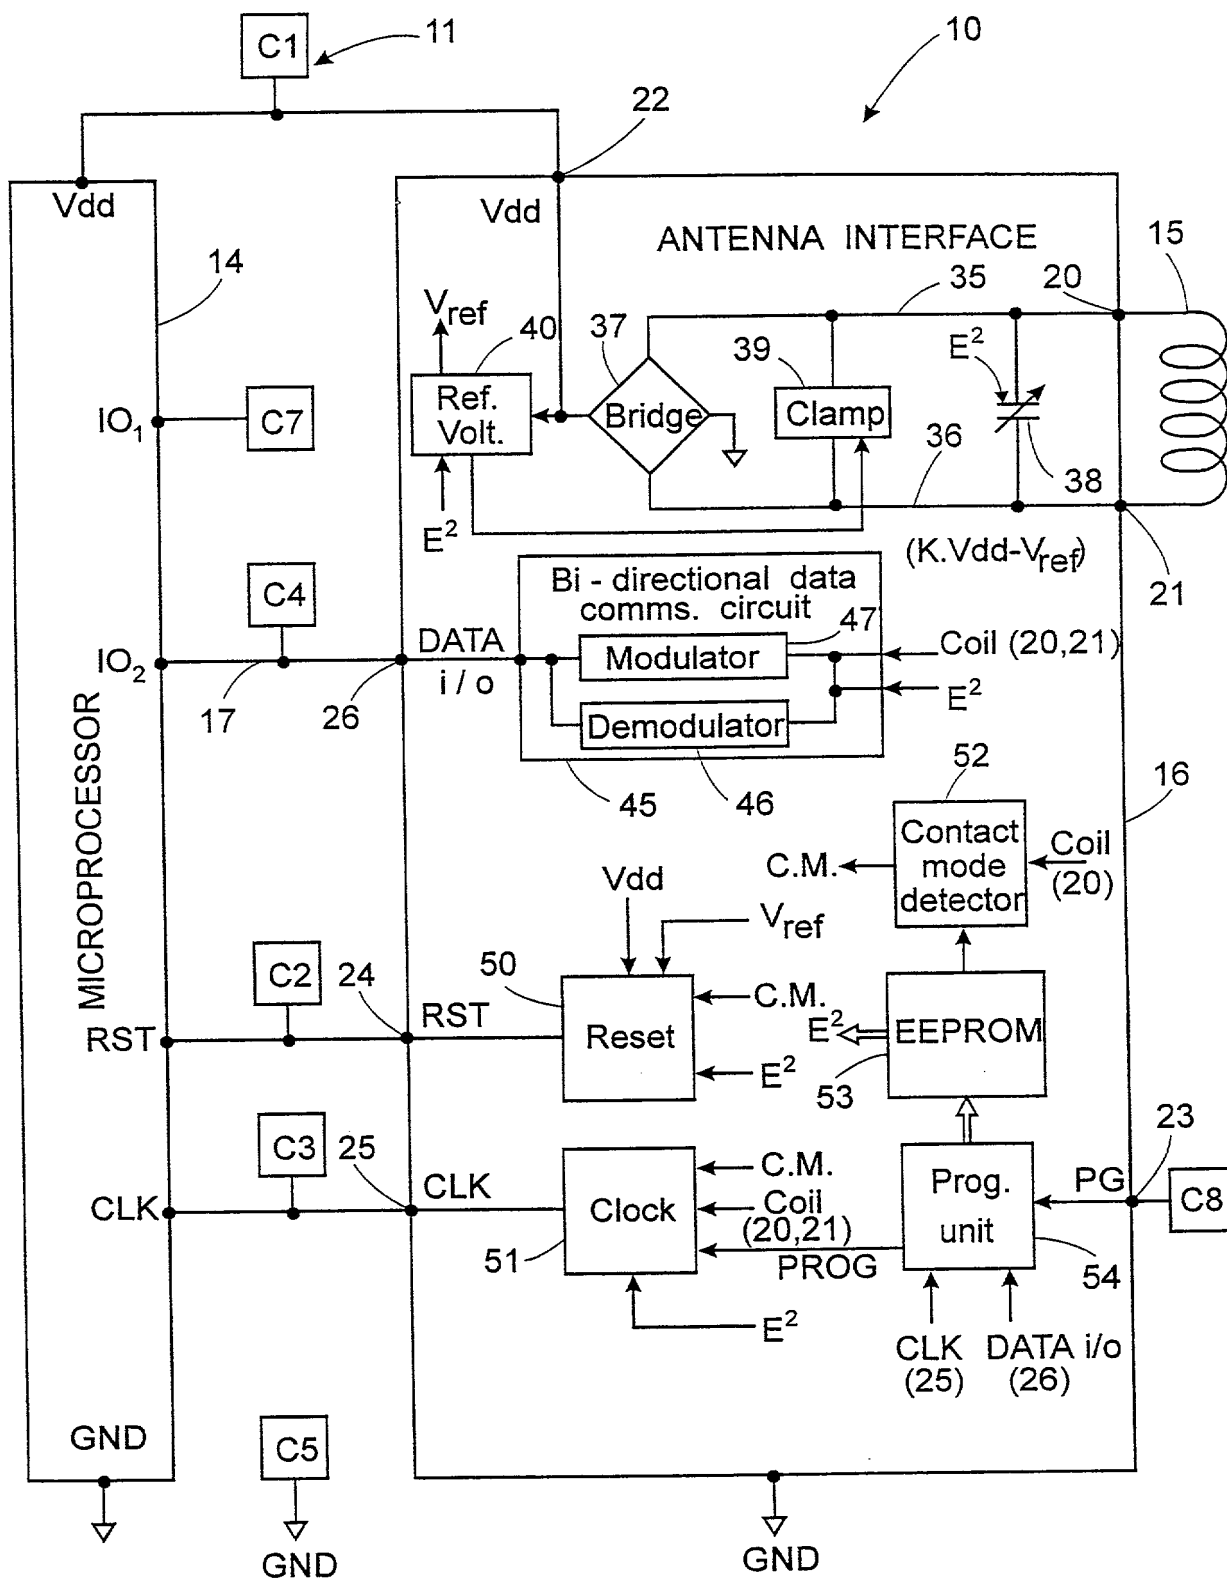 C1
11
10
22
Vdd
Vdd
ANTENNA INTERFACE
15
14
Vref
40
37
35
20
E²
39
Ref.
Volt.
Bridge
Clamp
IO₁
C7
36
38
E²
(K.Vdd-Vref)
21
Bi - directional data
comms. circuit
C4
47
DATA
i / o
Modulator
Coil (20,21)
IO₂
17
26
E²
Demodulator
45
46
52
16
MICROPROCESSOR
Contact
mode
detector
C.M.
Coil
(20)
Vdd
Vref
C2
24
50
RST
RST
Reset
C.M.
E²
E²
EEPROM
53
C3
25
CLK
CLK
Clock
51
C.M.
Coil
(20,21)
PROG
E²
Prog.
unit
PG
23
C8
54
CLK
(25)
DATA i/o
(26)
GND
C5
GND
GND